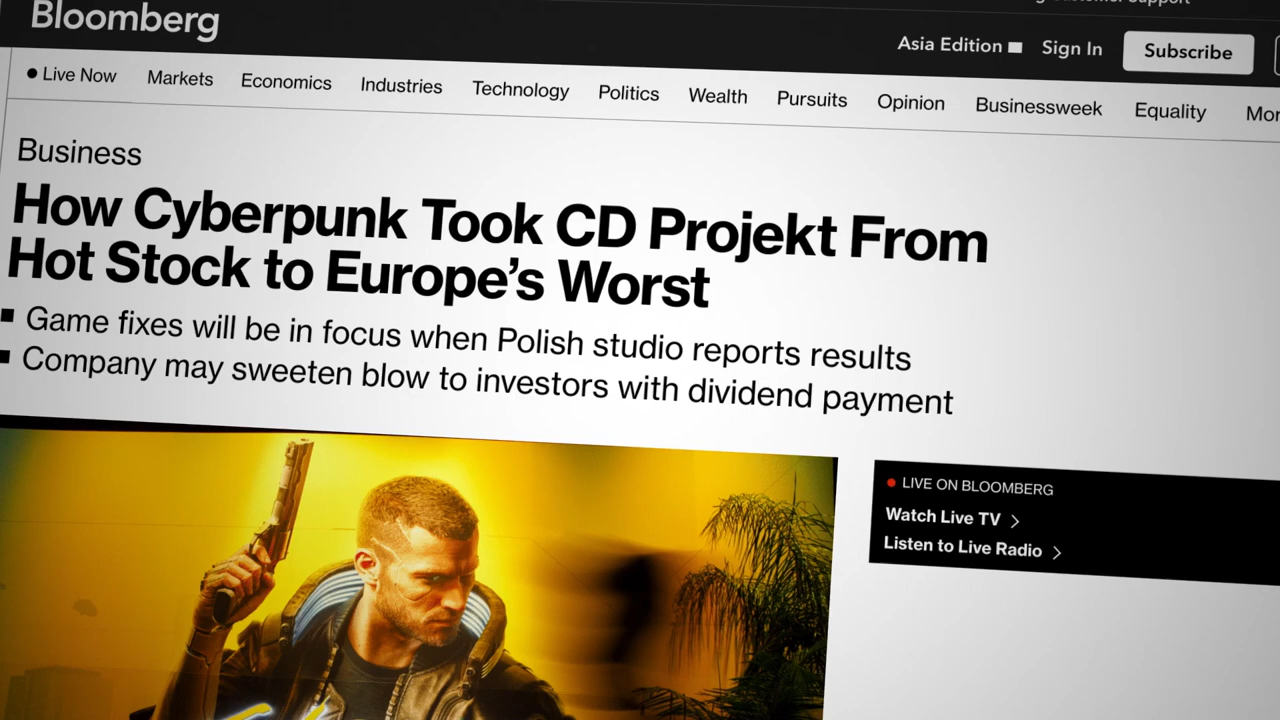 Bloomberg
Customer Support
Asia Edition
Sign In
Subscribe
Live Now
Markets
Economics
Industries
Technology
Politics
Wealth
Pursuits
Opinion
Businessweek
Equality
Business
How Cyberpunk Took CD Projekt From
Hot Stock to Europe’s Worst
Game fixes will be in focus when Polish studio reports results
Company may sweeten blow to investors with dividend payment
LIVE ON BLOOMBERG
Watch Live TV
Listen to Live Radio